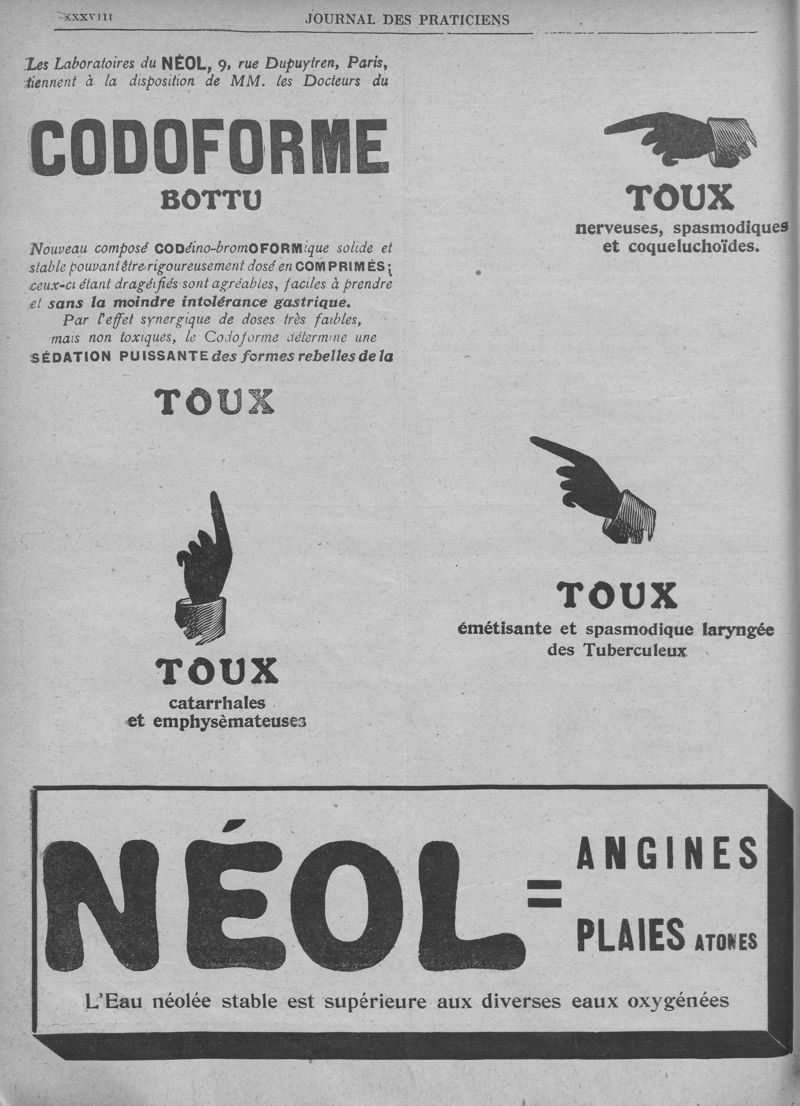 XXXVIII
JOURNAL DES PRATICIENS
Les Laboratoires du NÉOL, 9, rue Dupuytren, Paris,
tiennent à la disposition de MM. les Docteurs du
CODOFORME
BOTTU
Nouveau composé CODéino-bromOFORMique solide et
stable pouvant être rigoureusement dosé en COMPRIMÉS;
ceux-ci étant dragéifiés sont agréables, faciles à prendre
et sans la moindre intolérance gastrique.
Par l'effet synergique de doses très faibles,
mais non toxiques, le Codoforme détermine une
SÉDATION PUISSANTE des formes rebelles de la
TOUX
TOUX
nerveuses, spasmodiques
et coqueluchoïdes.
TOUX
émétisante et spasmodique laryngée
des Tuberculeux
TOUX
catarrhales
et emphysèmateuses
NÉOL = ANGINES
PLAIES ATONES
L'Eau néolée stable est supérieure aux diverses eaux oxygénées